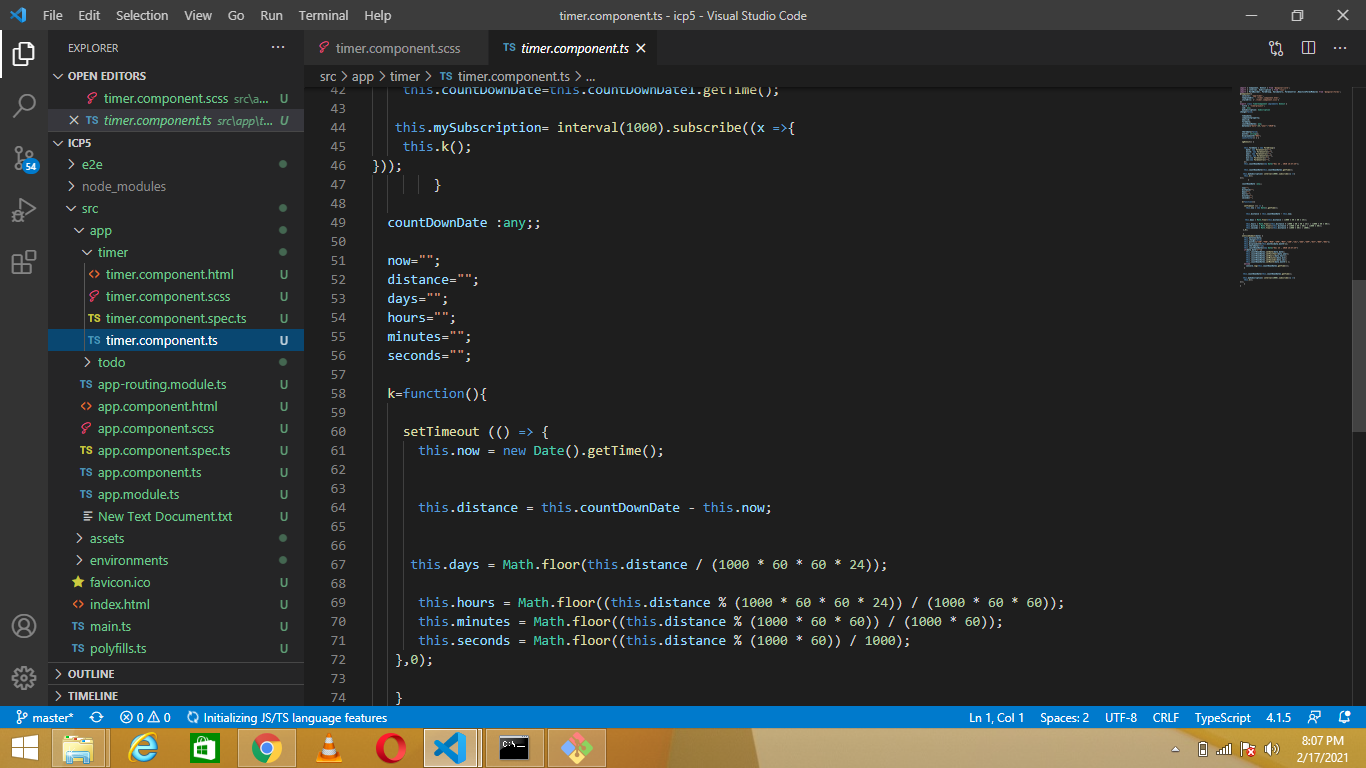 File Edit Selection View Go Run Terminal Help timer.component.ts - icp5 - Visual Studio Code
EXPLORER
OPEN EDITORS
timer.component.scss src\a... U
timer.component.ts src\app\t... U
ICP5
e2e
node_modules
src
app
timer
timer.component.html U
timer.component.scss U
TS timer.component.spec.ts U
TS timer.component.ts U
todo
TS app-routing.module.ts U
app.component.html U
app.component.scss U
TS app.component.spec.ts U
TS app.component.ts U
TS app.module.ts U
New Text Document.txt U
assets
environments
favicon.ico U
index.html U
TS main.ts U
TS polyfills.ts U
OUTLINE
TIMELINE
54
timer.component.scss TS timer.component.ts
src > app > timer > TS timer.component.ts > ...
42 this.countDownDate=this.countDownDate1.getTime();
43
44 this.mySubscription= interval(1000).subscribe((x =>{
45 this.k();
46 }));
47 }
48
49 countDownDate :any;;
50
51 now="";
52 distance="";
53 days="";
54 hours="";
55 minutes="";
56 seconds="";
57
58 k=function(){
59
60 setTimeout (() => {
61 this.now = new Date().getTime();
62
63
64 this.distance = this.countDownDate - this.now;
65
66
67 this.days = Math.floor(this.distance / (1000 * 60 * 60 * 24));
68
69 this.hours = Math.floor((this.distance % (1000 * 60 * 60 * 24)) / (1000 * 60 * 60));
70 this.minutes = Math.floor((this.distance % (1000 * 60 * 60)) / (1000 * 60));
71 this.seconds = Math.floor((this.distance % (1000 * 60)) / 1000);
72 },0);
73
74 }
master* 0 0 Initializing JS/TS language features Ln 1, Col 1 Spaces: 2 UTF-8 CRLF TypeScript 4.1.5
8:07 PM
2/17/2021